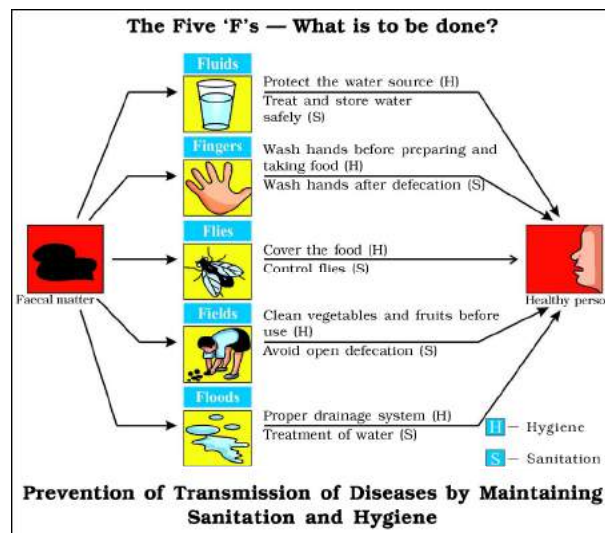 The Five ‘F’s — What is to be done?
Fluids
Protect the water source (H)
Treat and store water
safely (S)
Fingers
Wash hands before preparing and
taking food (H)
Wash hands after defecation (S)
Flies
Cover the food (H)
Control flies (S)
Faecal matter
Healthy perso
Fields
Clean vegetables and fruits before
use (H)
Avoid open defecation (S)
Floods
Proper drainage system (H)
Treatment of water (S)
H — Hygiene
S — Sanitation
Prevention of Transmission of Diseases by Maintaining
Sanitation and Hygiene